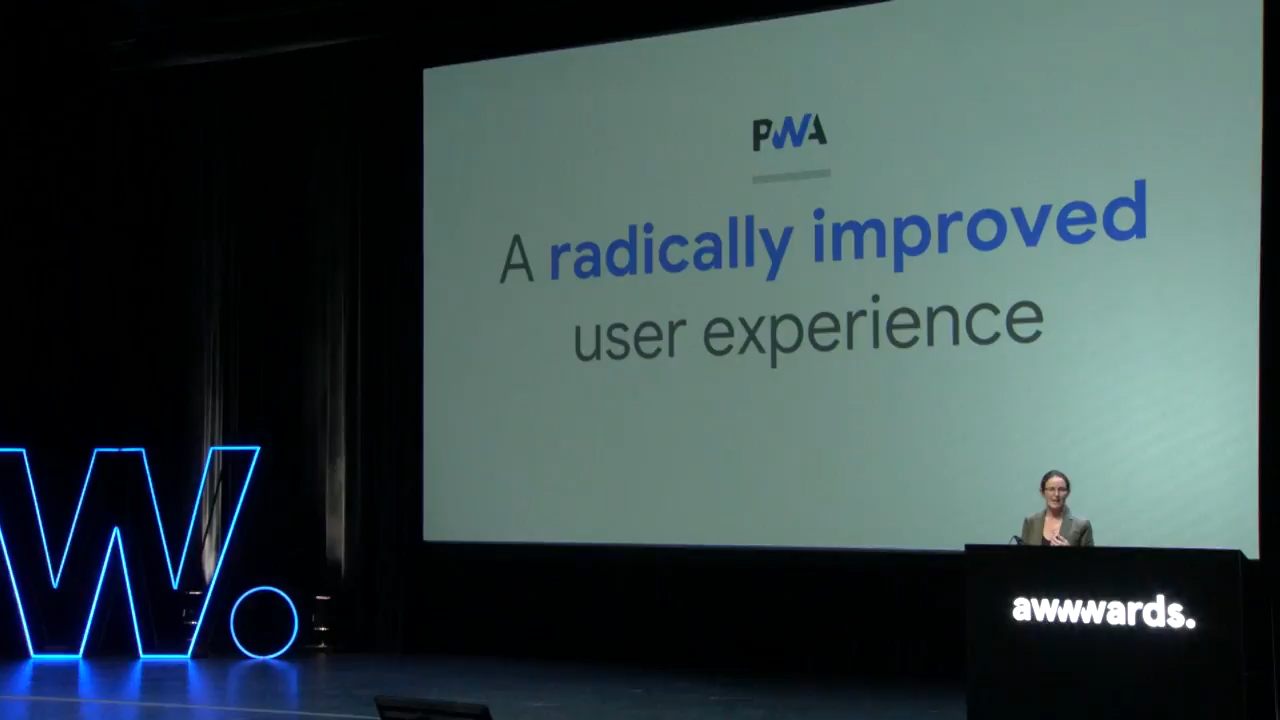 PWA
A radically improved
user experience
W.
awwwards.